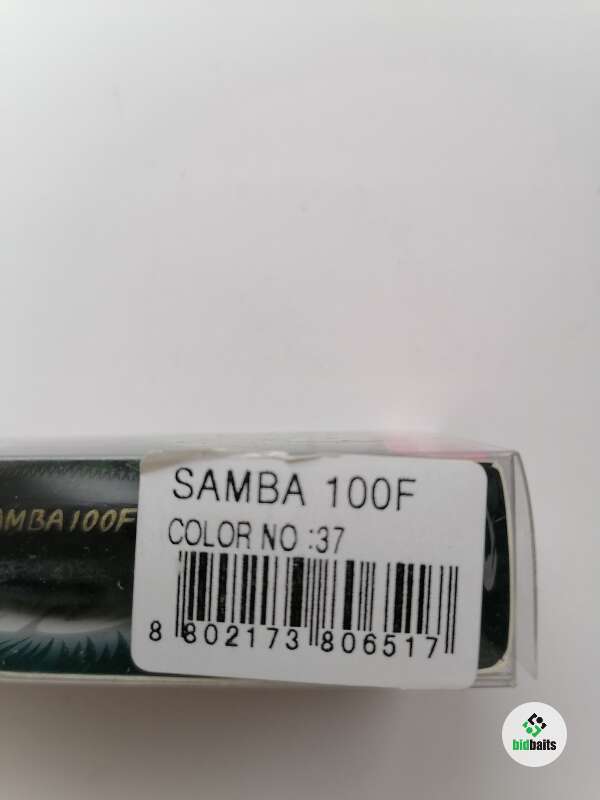 SAMBA 100F
COLOR NO :37
AMBA100F
8 802173 806517
bidbaits